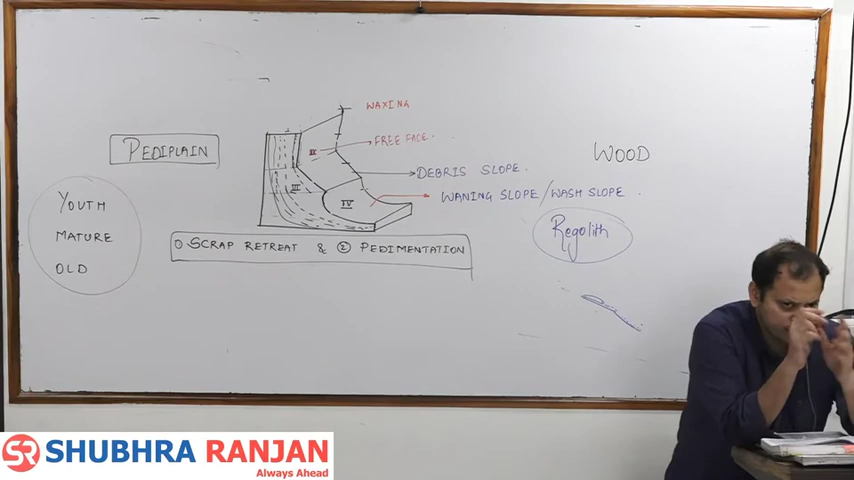 WAXING
PEDIPLAIN
II
FREE FACE
WOOD
III
DEBRIS SLOPE
IV
WANING SLOPE/WASH SLOPE
YOUTH
MATURE
OLD
Regolith
① SCRAP RETREAT & ② PEDIMENTATION
SR SHUBHRA RANJAN
Always Ahead